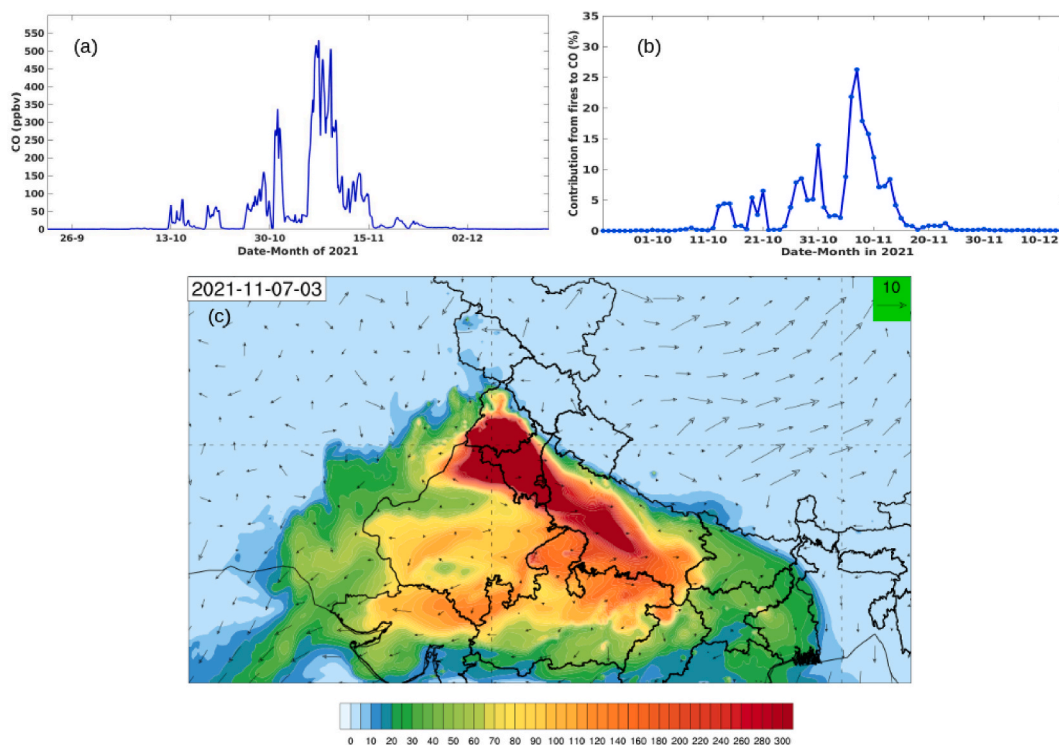 (a)
550
500
450
400
350
300
250
200
150
100
50
0
CO (ppbv)
26-9 13-10 30-10 15-11 02-12
Date-Month of 2021
(b)
35
30
25
20
15
10
5
0
Contribution from fires to CO (%)
01-10 11-10 21-10 31-10 10-11 20-11 30-11 10-12
Date-Month in 2021
2021-11-07-03
(c)
10
0 10 20 30 40 50 60 70 80 90 100 120 140 160 180 200 220 240 260 280 300